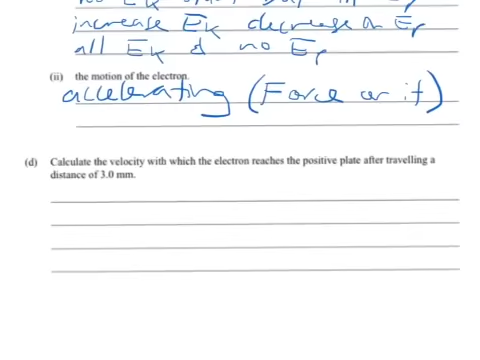 increase EK decrease on Ep
all EK & no Ep
(ii) the motion of the electron.
accelerating (Force on it)
(d) Calculate the velocity with which the electron reaches the positive plate after travelling a
distance of 3.0 mm.